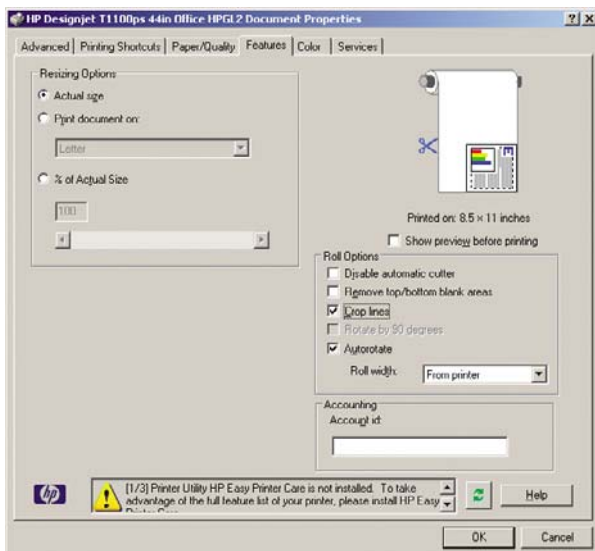 HP Designjet T1100ps 44in Office HPGL2 Document Properties
Advanced Printing Shortcuts Paper/Quality Features Color Services
Resizing Options
Actual size
Print document on:
Letter
% of Actual Size
100
Printed on: 8.5 × 11 inches
Show preview before printing
Roll Options
Disable automatic cutter
Remove top/bottom blank areas
Crop lines
Rotate by 90 degrees
Autorotate
Roll width: From printer
Accounting
Account id:
hp
[1/3] Printer Utility HP Easy Printer Care is not installed. To take
advantage of the full feature list of your printer, please install HP Easy
Printer Care
Help
OK Cancel